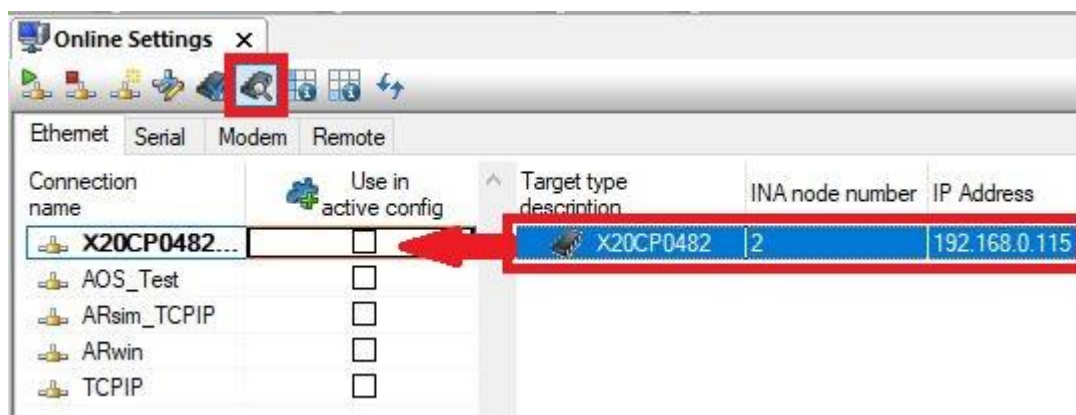 Online Settings X
Ethernet Serial Modem Remote
Connection name
Use in active config
Target type description
INA node number
IP Address
X20CP0482...
X20CP0482 2 192.168.0.115
AOS_Test
ARsim_TCPIP
ARwin
TCPIP